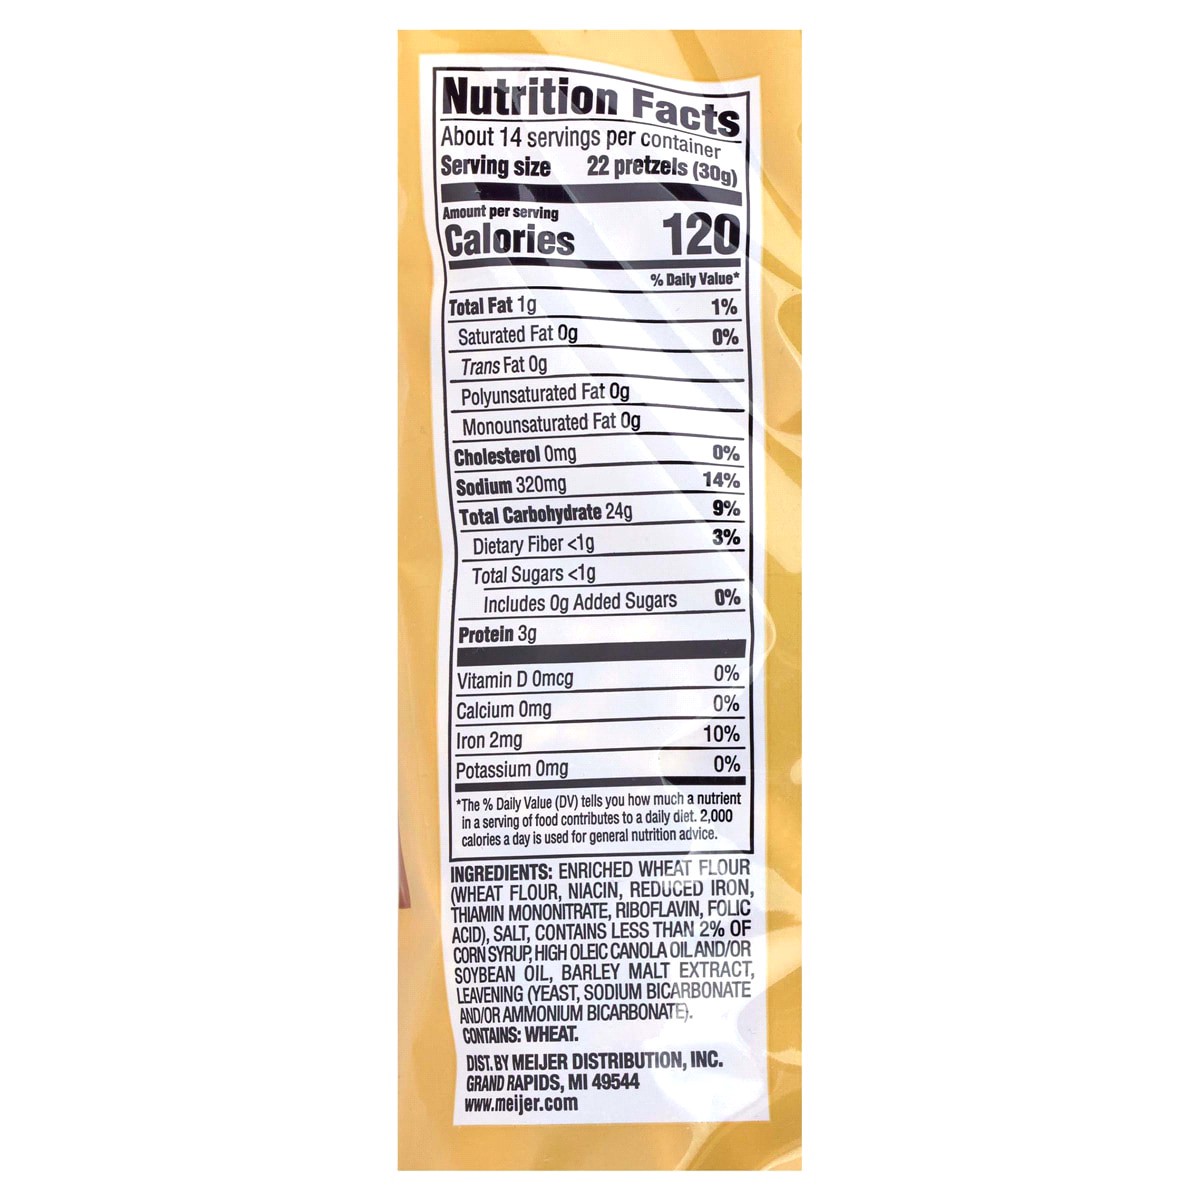 Nutrition Facts
About 14 servings per container
Serving size 22 pretzels (30g)
Amount per serving
Calories 120
% Daily Value*
Total Fat 1g 1%
Saturated Fat 0g 0%
Trans Fat 0g
Polyunsaturated Fat 0g
Monounsaturated Fat 0g
Cholesterol 0mg 0%
Sodium 320mg 14%
Total Carbohydrate 24g 9%
Dietary Fiber <1g 3%
Total Sugars <1g
Includes 0g Added Sugars 0%
Protein 3g
Vitamin D 0mcg 0%
Calcium 0mg 0%
Iron 2mg 10%
Potassium 0mg 0%
*The % Daily Value (DV) tells you how much a nutrient
in a serving of food contributes to a daily diet. 2,000
calories a day is used for general nutrition advice.
INGREDIENTS: ENRICHED WHEAT FLOUR
(WHEAT FLOUR, NIACIN, REDUCED IRON,
THIAMIN MONONITRATE, RIBOFLAVIN, FOLIC
ACID), SALT, CONTAINS LESS THAN 2% OF
CORN SYRUP, HIGH OLEIC CANOLA OIL AND/OR
SOYBEAN OIL, BARLEY MALT EXTRACT,
LEAVENING (YEAST, SODIUM BICARBONATE
AND/OR AMMONIUM BICARBONATE).
CONTAINS: WHEAT.
DIST. BY MEIJER DISTRIBUTION, INC.
GRAND RAPIDS, MI 49544
www.meijer.com